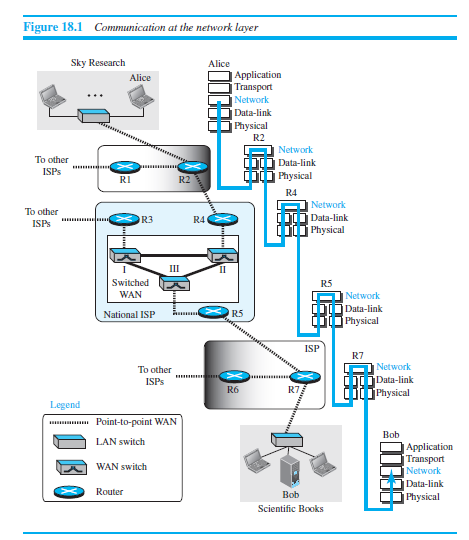 Figure 18.1 Communication at the network layer
Sky Research
Alice
Alice
Application
Transport
Network
Data-link
Physical
R2
Network
Data-link
Physical
To other
ISPs
R1
R2
R4
Network
Data-link
Physical
To other
ISPs
R3
R4
I
III
II
Switched
WAN
National ISP
R5
R5
Network
Data-link
Physical
ISP
To other
ISPs
R6
R7
R7
Network
Data-link
Physical
Legend
Point-to-point WAN
LAN switch
WAN switch
Router
Bob
Scientific Books
Bob
Application
Transport
Network
Data-link
Physical